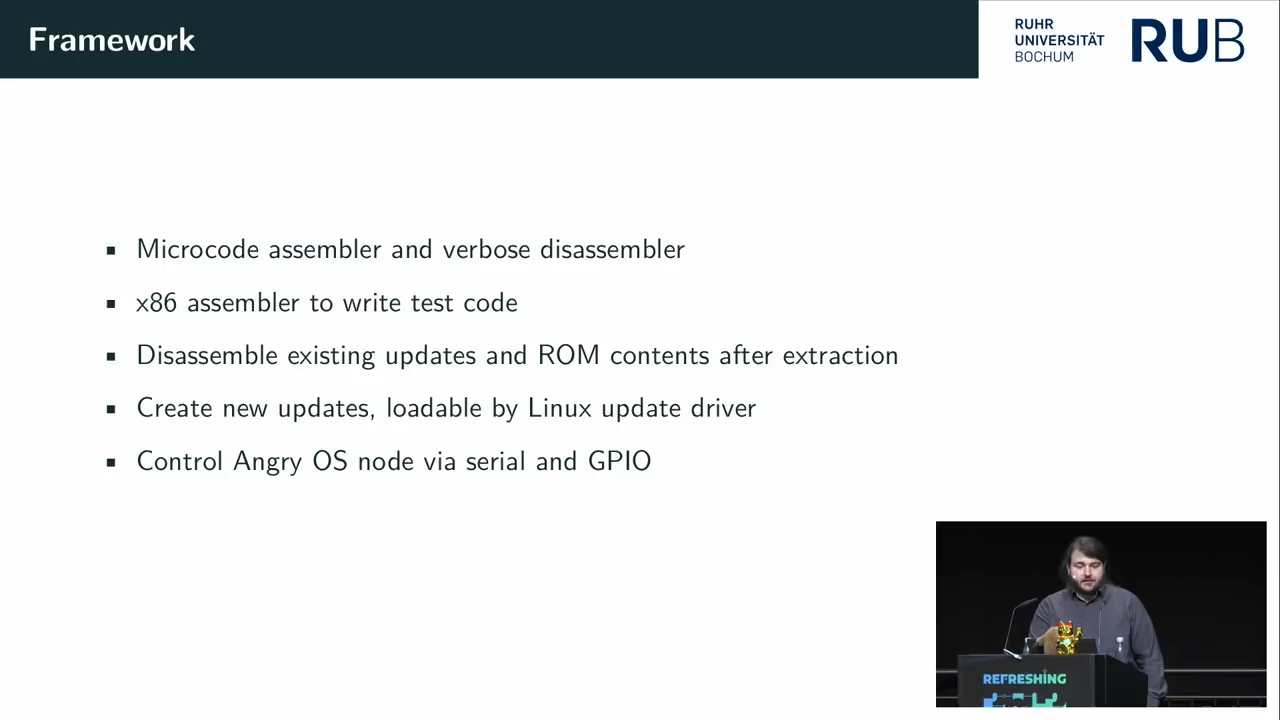 Framework
RUHR
UNIVERSITÄT
BOCHUM
RUB
Microcode assembler and verbose disassembler
x86 assembler to write test code
Disassemble existing updates and ROM contents after extraction
Create new updates, loadable by Linux update driver
Control Angry OS node via serial and GPIO
REFRESHING